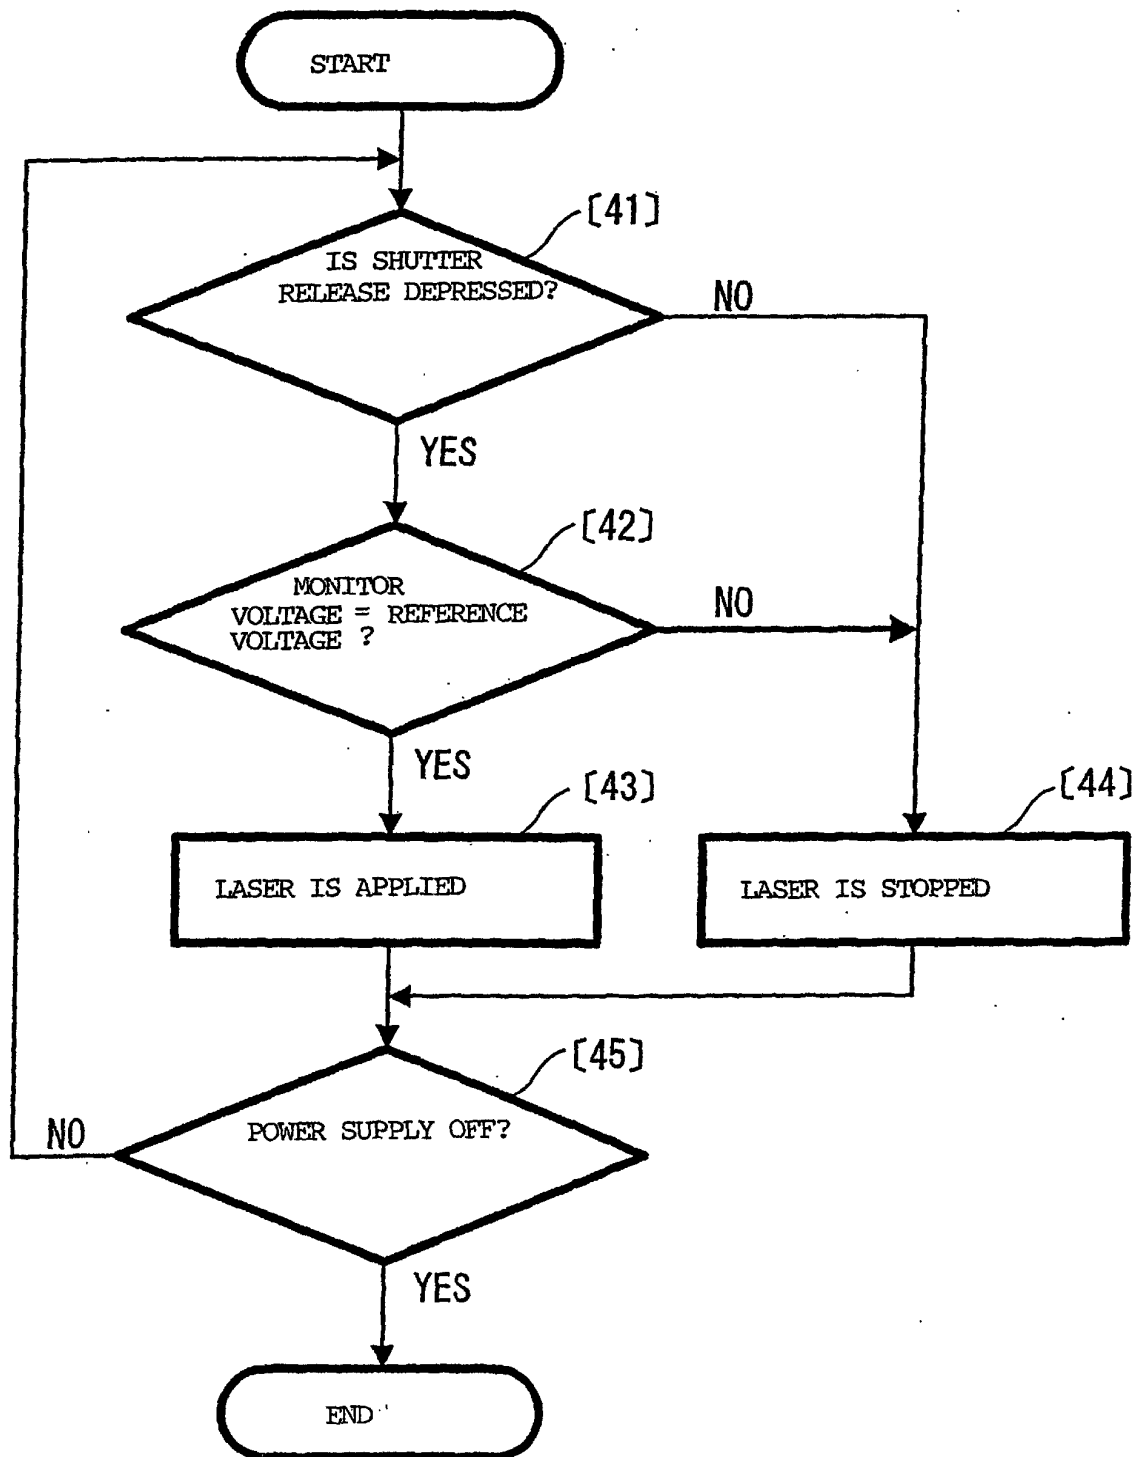 START
[41]
IS SHUTTER
RELEASE DEPRESSED?
NO
YES
[42]
MONITOR
VOLTAGE = REFERENCE
VOLTAGE ?
NO
YES
[43]
[44]
LASER IS APPLIED
LASER IS STOPPED
[45]
POWER SUPPLY OFF?
NO
YES
END